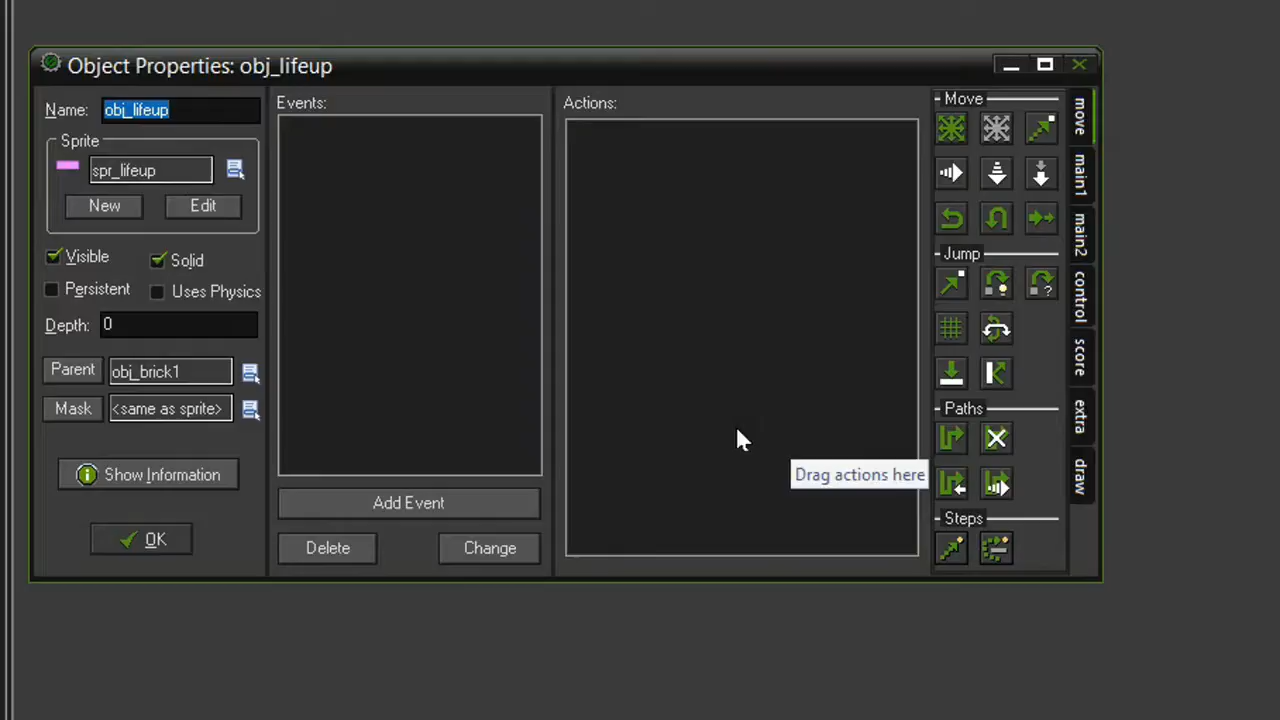 Object Properties: obj_lifeup
Name: obj_lifeup
Sprite
spr_lifeup
New Edit
Visible Solid
Persistent Uses Physics
Depth: 0
Parent obj_brick1
Mask <same as sprite>
Show Information
OK
Events:
Add Event
Delete Change
Actions:
Drag actions here
Move
Jump
?
Paths
Steps
move
main1
main2
control
score
extra
draw